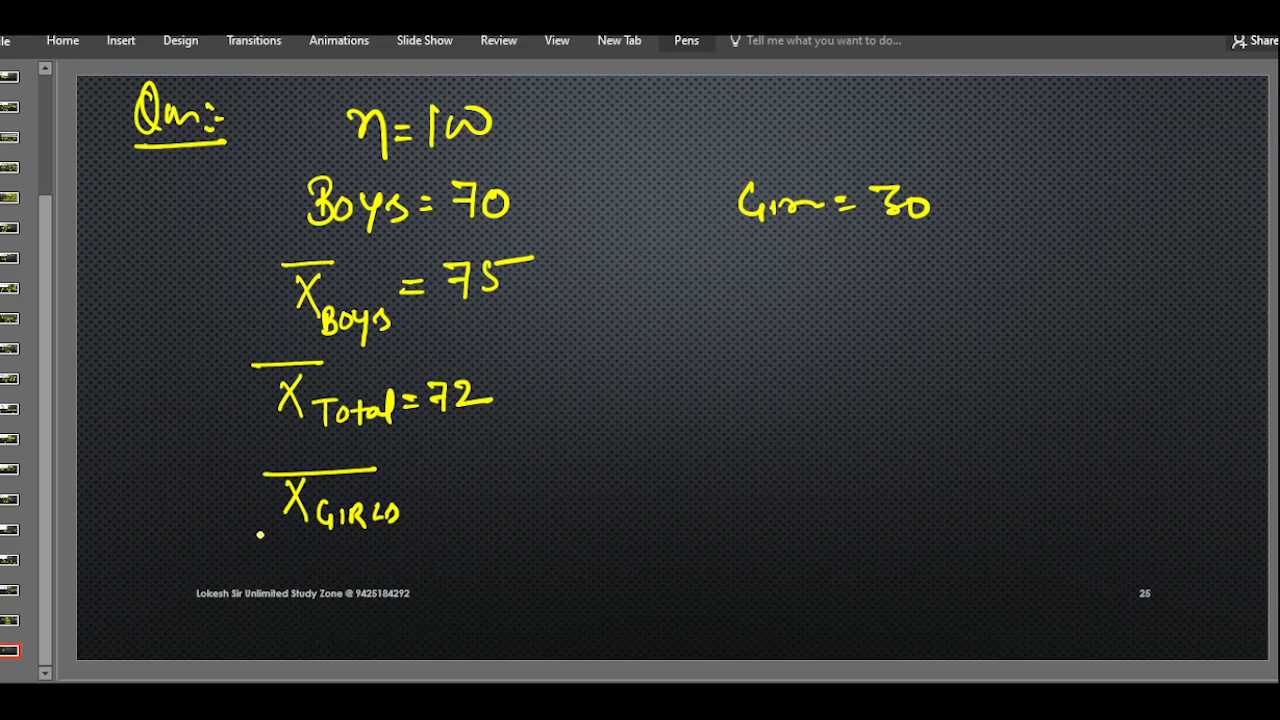 File Home Insert Design Transitions Animations Slide Show Review View New Tab Pens Tell me what you want to do... Share
Qn:-
n = 100
Boys = 70 Girls = 30
X̄ Boys = 75
X̄ Total = 72
X̄ GIRLS
Lokesh Sir Unlimited Study Zone @ 9425184292 25